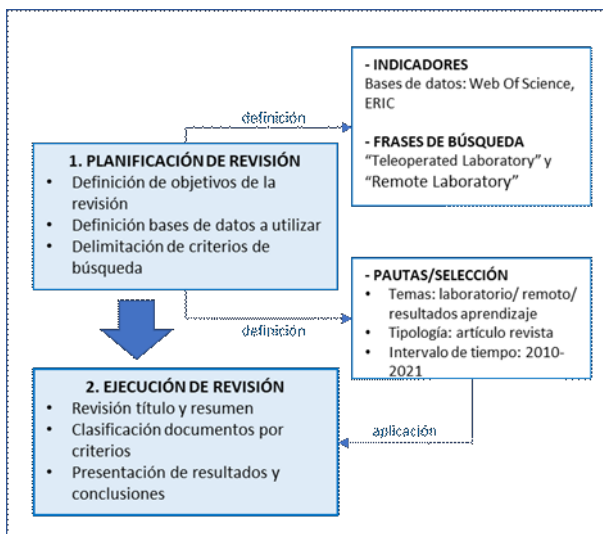 - INDICADORES
Bases de datos: Web Of Science,
ERIC
- FRASES DE BÚSQUEDA
“Teleoperated Laboratory” y
“Remote Laboratory”
definición
1. PLANIFICACIÓN DE REVISIÓN
• Definición de objetivos de la
revisión
• Definición bases de datos a utilizar
• Delimitación de criterios de
búsqueda
definición
- PAUTAS/SELECCIÓN
• Temas: laboratorio/ remoto/
resultados aprendizaje
• Tipología: artículo revista
• Intervalo de tiempo: 2010-
2021
2. EJECUCIÓN DE REVISIÓN
• Revisión título y resumen
• Clasificación documentos por
criterios
• Presentación de resultados y
conclusiones
aplicación